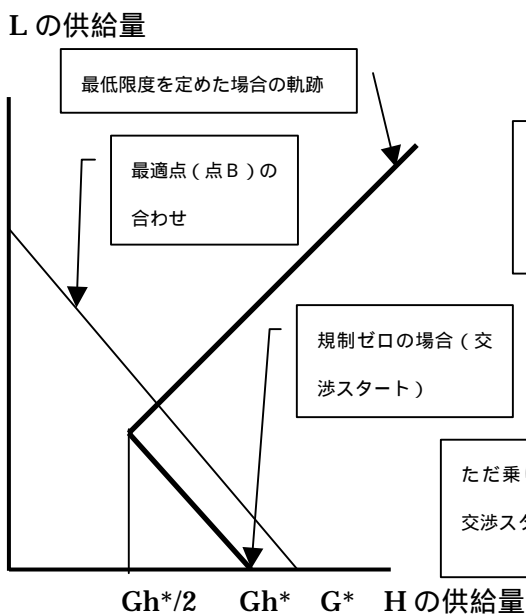 L の供給量
最低限度を定めた場合の軌跡
最適点（点B）の
合わせ
規制ゼロの場合（交
渉スタート）
ただ乗り
交渉スタ
Gh*/2 Gh* G* H の供給量